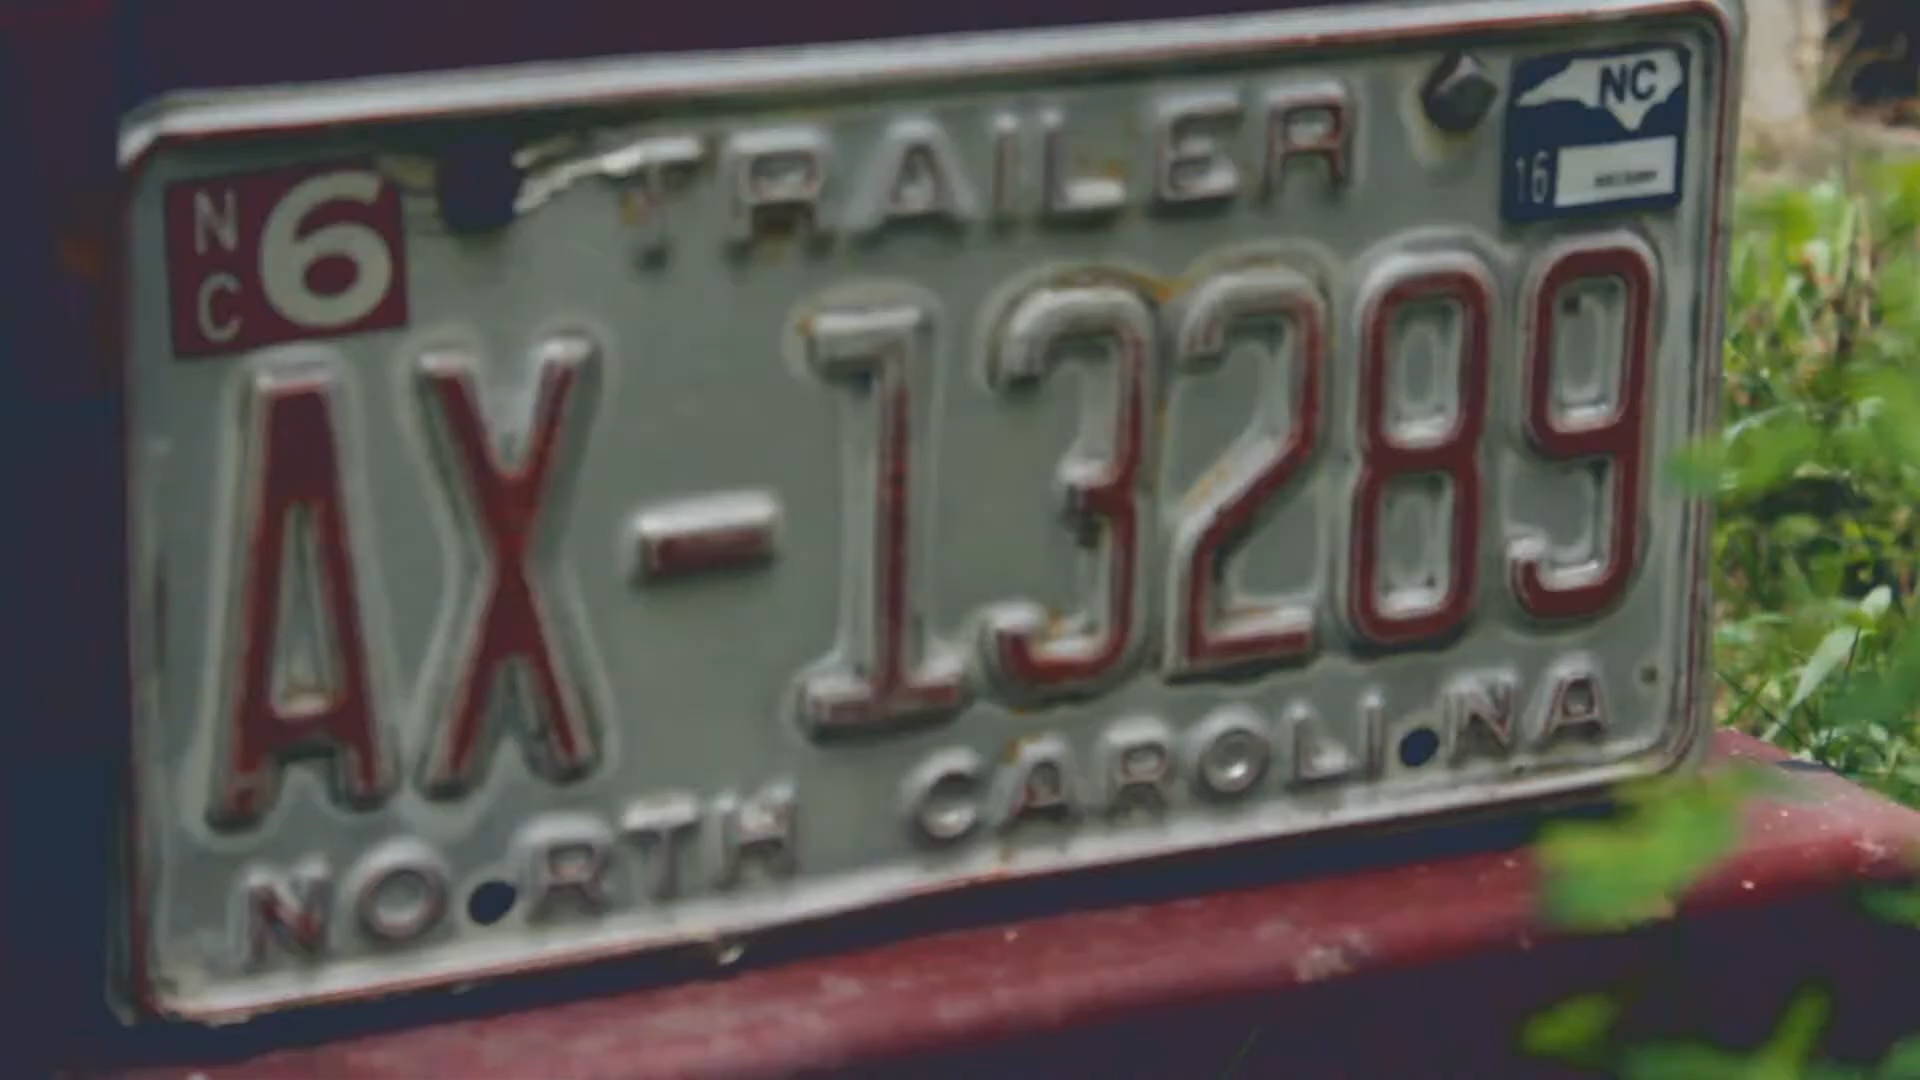 TRAILER
NC 6
NC
16
AX-13289
NORTH CAROLINA